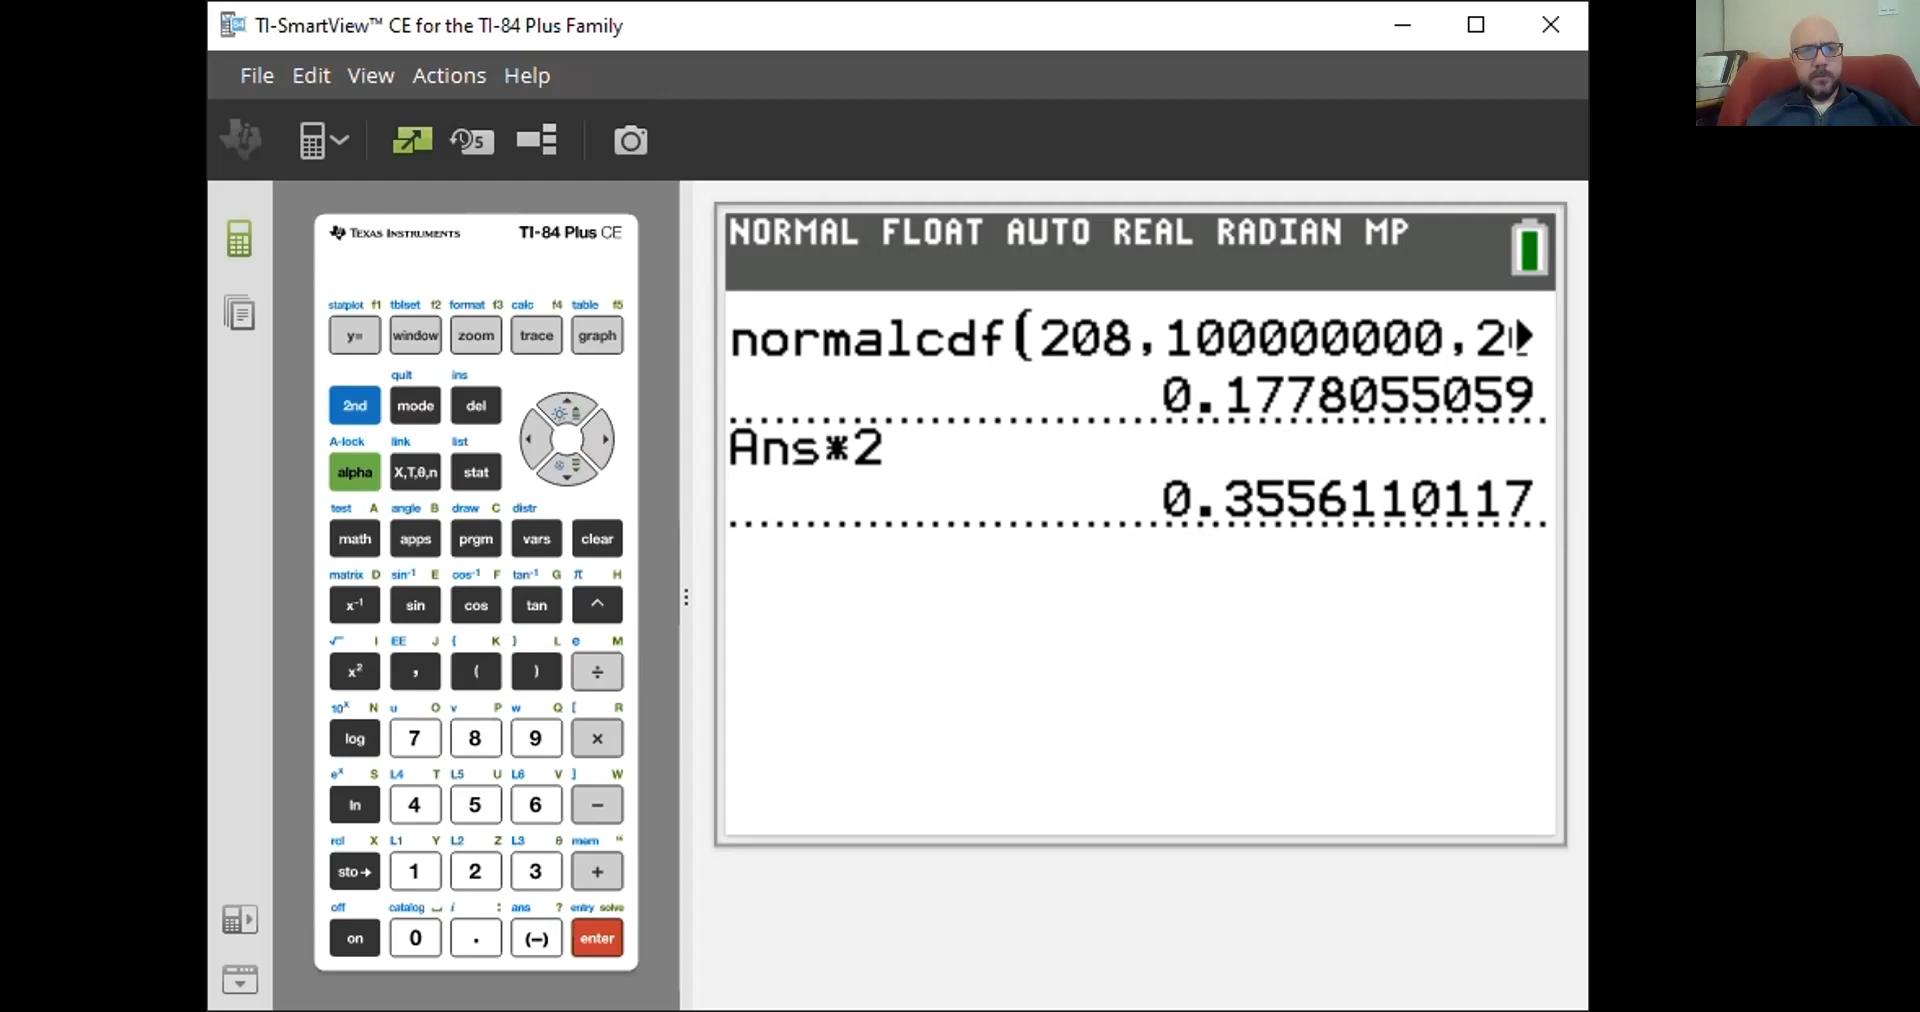 TI-SmartView™ CE for the TI-84 Plus Family
File Edit View Actions Help
TEXAS INSTRUMENTS TI-84 Plus CE
statplot f1 tblset f2 format f3 calc f4 table f5
y= window zoom trace graph
quit ins
2nd mode del
A-lock link list
alpha X,T,θ,n stat
test A angle B draw C distr
math apps prgm vars clear
matrix D sin⁻¹ E cos⁻¹ F tan⁻¹ G π H
x⁻¹ sin cos tan ^
√ I EE J { K } L e M
x² , ( ) ÷
10ˣ N u O v P w Q [ R
log 7 8 9 ×
eˣ S L4 T L5 U L6 V ] W
ln 4 5 6 −
rcl X L1 Y L2 Z L3 θ mem "
sto→ 1 2 3 +
off catalog ⎵ i : ans ? entry solve
on 0 . (−) enter
NORMAL FLOAT AUTO REAL RADIAN MP
normalcdf(208,100000000,2
0.1778055059
Ans*2
0.3556110117